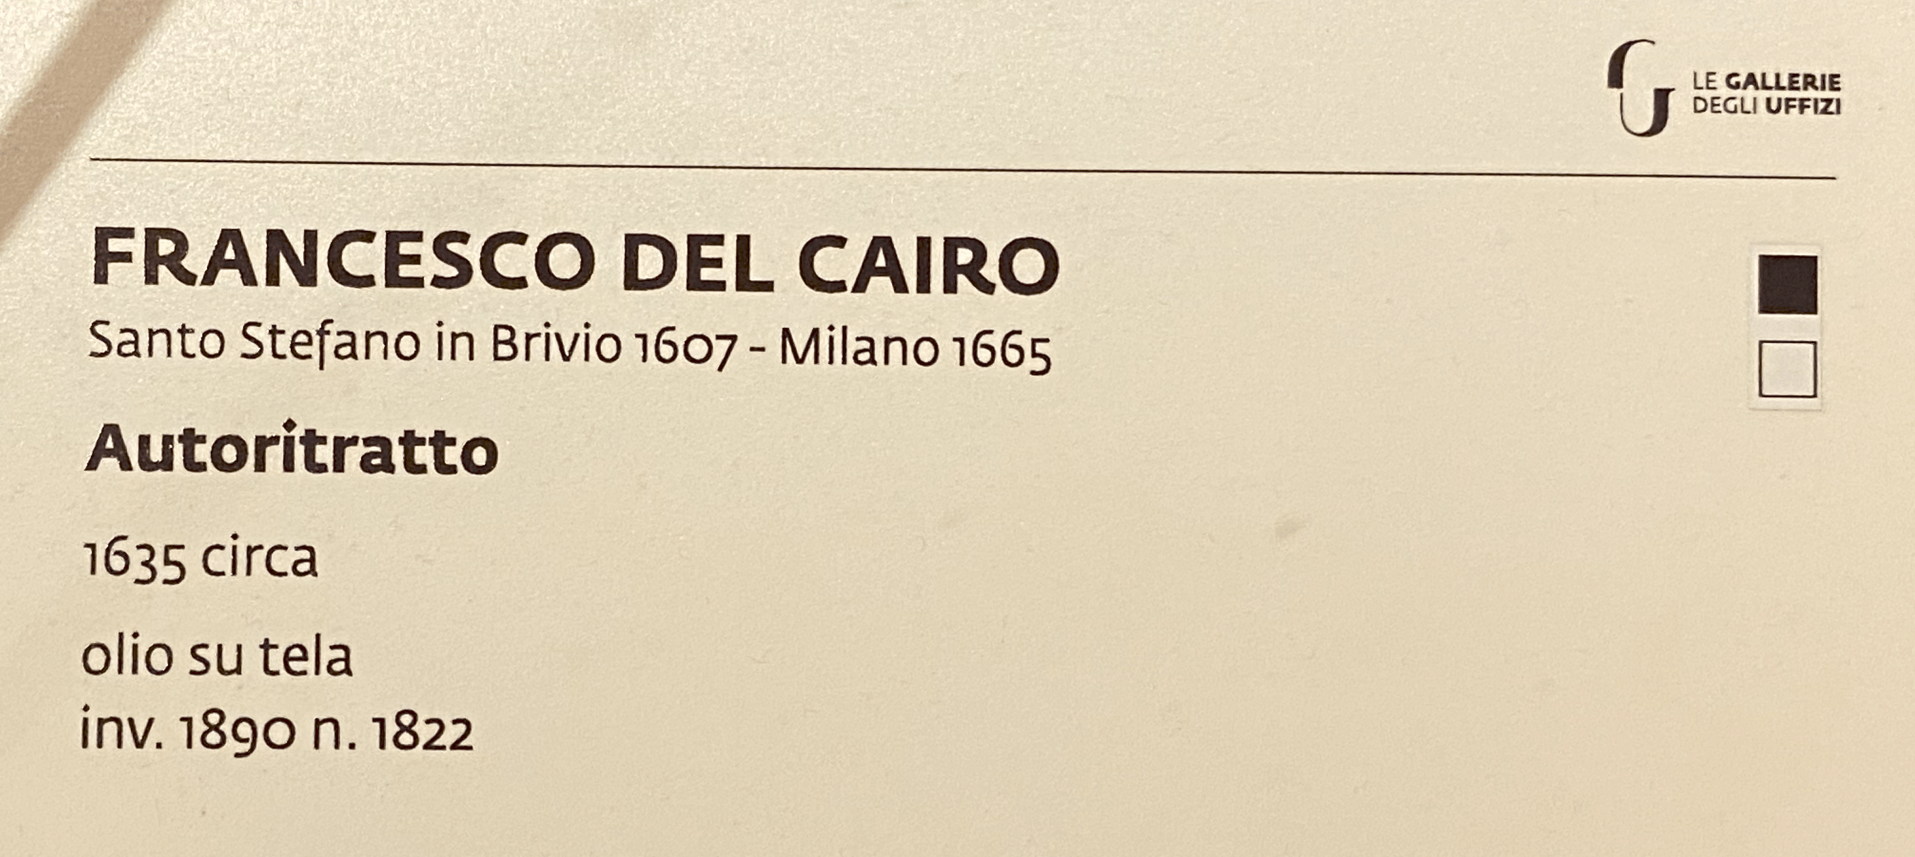 LE GALLERIE
DEGLI UFFIZI
FRANCESCO DEL CAIRO
Santo Stefano in Brivio 1607 - Milano 1665
Autoritratto
1635 circa
olio su tela
inv. 1890 n. 1822